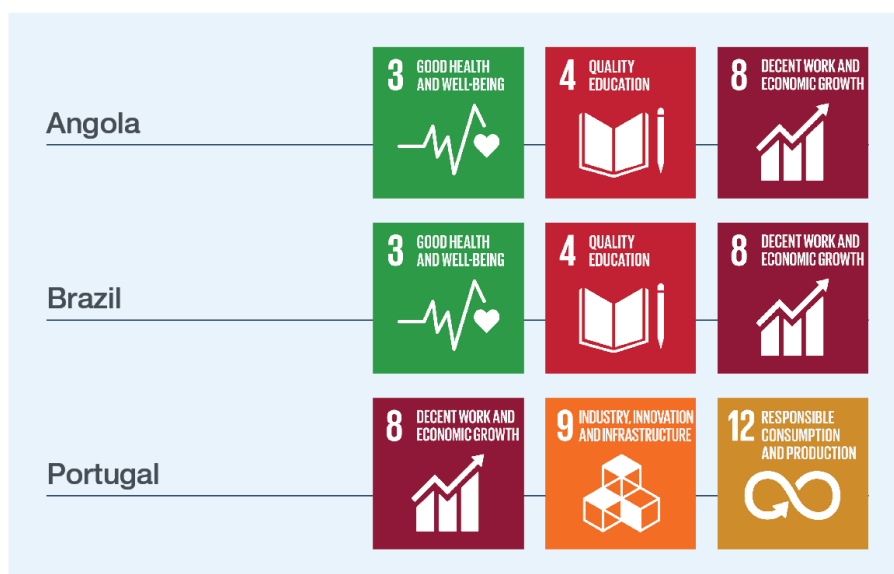 Angola
3 GOOD HEALTH
AND WELL-BEING
4 QUALITY
EDUCATION
8 DECENT WORK AND
ECONOMIC GROWTH
Brazil
3 GOOD HEALTH
AND WELL-BEING
4 QUALITY
EDUCATION
8 DECENT WORK AND
ECONOMIC GROWTH
Portugal
8 DECENT WORK AND
ECONOMIC GROWTH
9 INDUSTRY, INNOVATION
AND INFRASTRUCTURE
12 RESPONSIBLE
CONSUMPTION
AND PRODUCTION